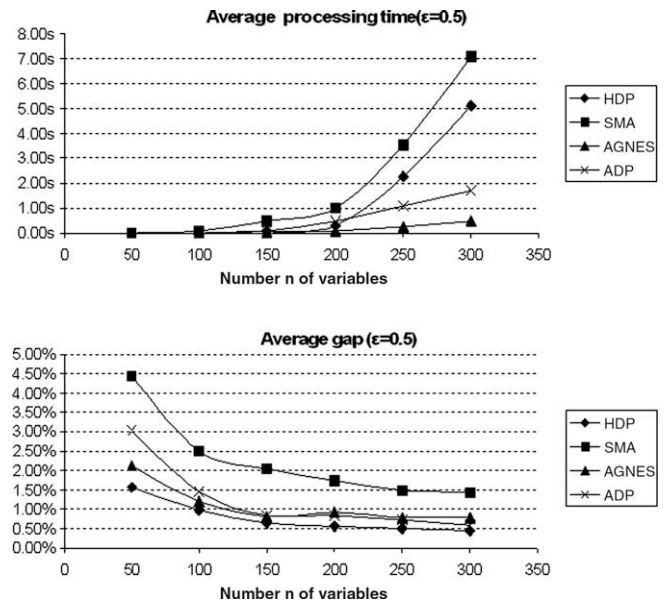 Average processing time(ε=0.5)
8.00s
7.00s
6.00s
5.00s
4.00s
3.00s
2.00s
1.00s
0.00s
0 50 100 150 200 250 300 350
Number n of variables
HDP
SMA
AGNES
ADP
Average gap (ε=0.5)
5.00%
4.50%
4.00%
3.50%
3.00%
2.50%
2.00%
1.50%
1.00%
0.50%
0.00%
0 50 100 150 200 250 300 350
Number n of variables
HDP
SMA
AGNES
ADP